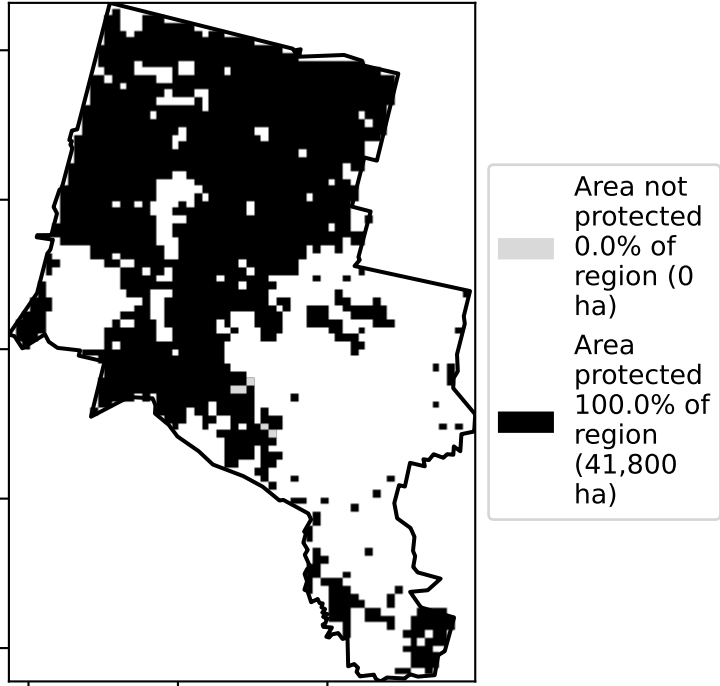 Area not
protected
0.0% of
region (0
ha)
Area
protected
100.0% of
region
(41,800
ha)